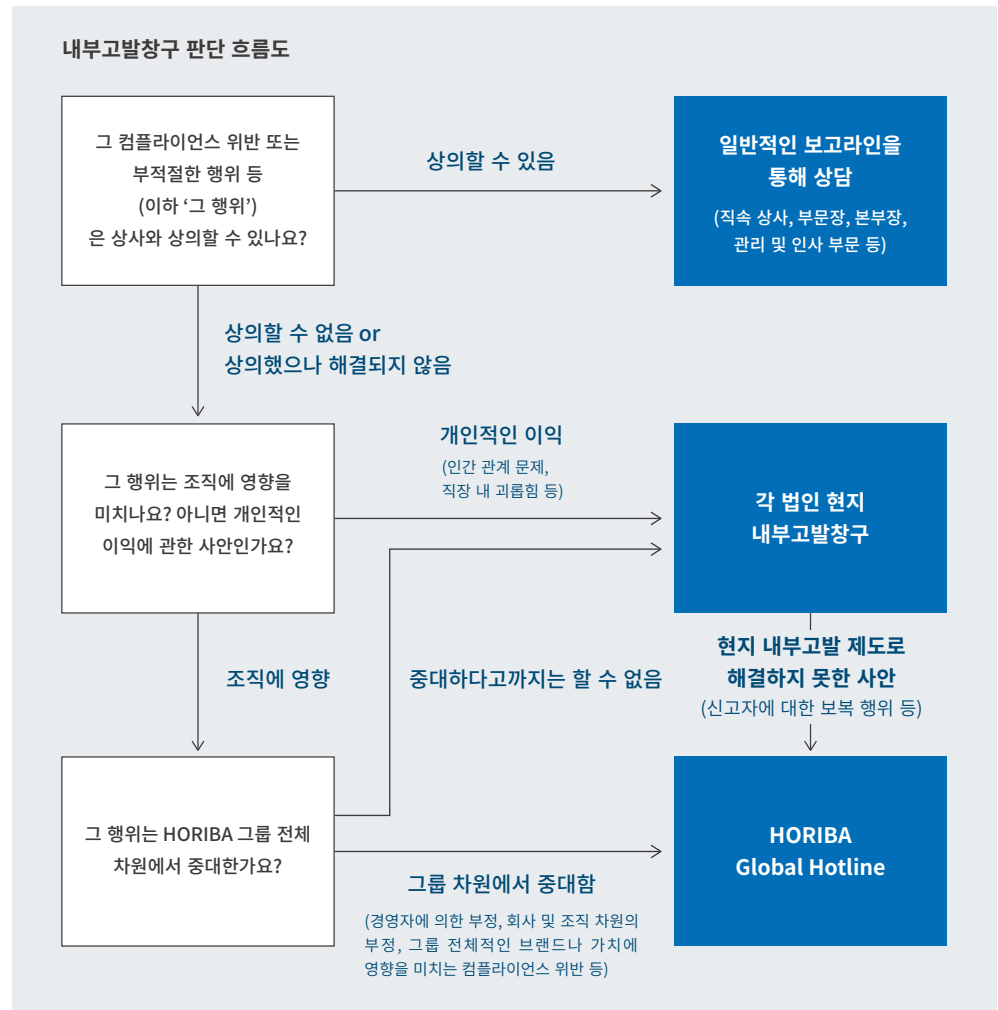 내부고발창구 판단 흐름도
그 컴플라이언스 위반 또는
부적절한 행위 등
(이하 ‘그 행위’)
은 상사와 상의할 수 있나요?
상의할 수 있음
일반적인 보고라인을
통해 상담
(직속 상사, 부문장, 본부장,
관리 및 인사 부문 등)
상의할 수 없음 or
상의했으나 해결되지 않음
그 행위는 조직에 영향을
미치나요? 아니면 개인적인
이익에 관한 사안인가요?
개인적인 이익
(인간 관계 문제,
직장 내 괴롭힘 등)
각 법인 현지
내부고발창구
조직에 영향
중대하다고까지는 할 수 없음
현지 내부고발 제도로
해결하지 못한 사안
(신고자에 대한 보복 행위 등)
그 행위는 HORIBA 그룹 전체
차원에서 중대한가요?
그룹 차원에서 중대함
(경영자에 의한 부정, 회사 및 조직 차원의
부정, 그룹 전체적인 브랜드나 가치에
영향을 미치는 컴플라이언스 위반 등)
HORIBA
Global Hotline